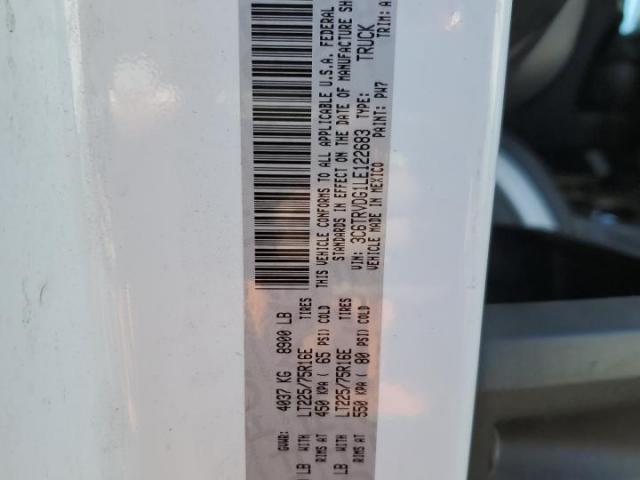 GVWR: 4037 KG 8900 LB
LB WITH LT225/75R16E TIRES
RIMS AT 450 KPA ( 65 PSI) COLD
LB WITH LT225/75R16E TIRES
RIMS AT 550 KPA ( 80 PSI) COLD
THIS VEHICLE CONFORMS TO ALL APPLICABLE U.S.A. FEDERAL
STANDARDS IN EFFECT ON THE DATE OF MANUFACTURE SH
VIN: 3C6TRVDG1LE122683 TYPE: TRUCK
VEHICLE MADE IN MEXICO PAINT: PW7 TRIM: A